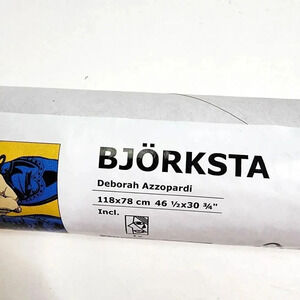 BJÖRKSTA
Deborah Azzopardi
118x78 cm 46 ½x30 ¾"
Incl.